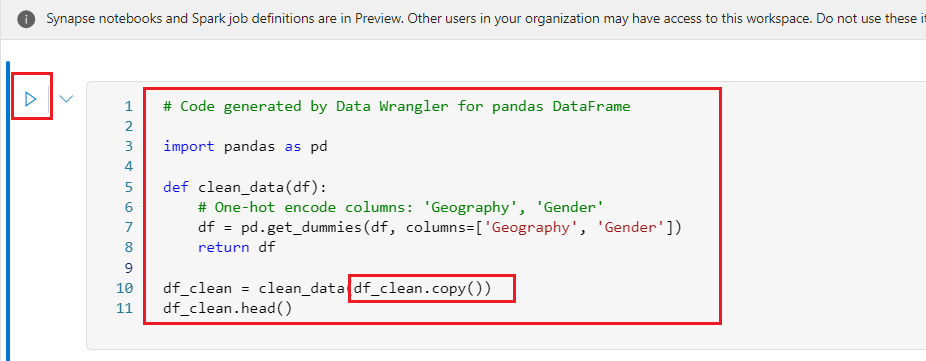 Synapse notebooks and Spark job definitions are in Preview. Other users in your organization may have access to this workspace. Do not use these
1 # Code generated by Data Wrangler for pandas DataFrame
2
3 import pandas as pd
4
5 def clean_data(df):
6     # One-hot encode columns: 'Geography', 'Gender'
7     df = pd.get_dummies(df, columns=['Geography', 'Gender'])
8     return df
9
10 df_clean = clean_data(df_clean.copy())
11 df_clean.head()